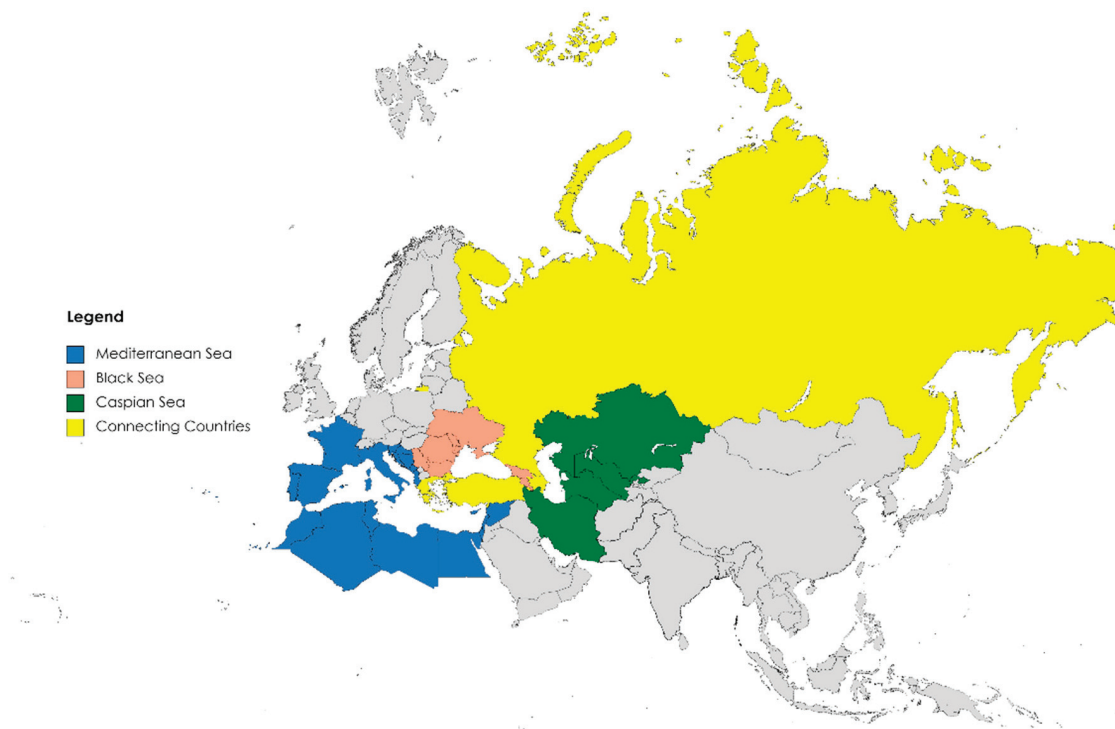 Legend
Mediterranean Sea
Black Sea
Caspian Sea
Connecting Countries